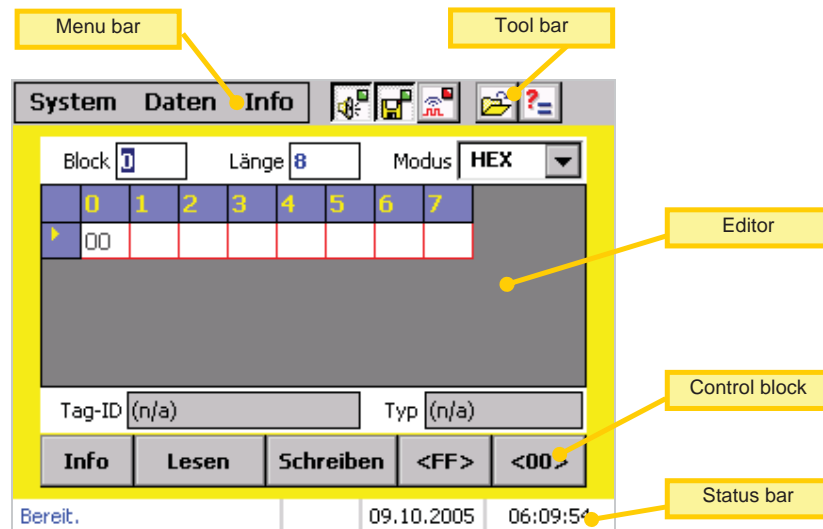 Menu bar
Tool bar
System Daten Info ?=
Block 0 Länge 8 Modus HEX
0 1 2 3 4 5 6 7
00
Editor
Control block
Tag-ID (n/a) Typ (n/a)
Info Lesen Schreiben <FF> <00>
Status bar
Bereit. 09.10.2005 06:09:54